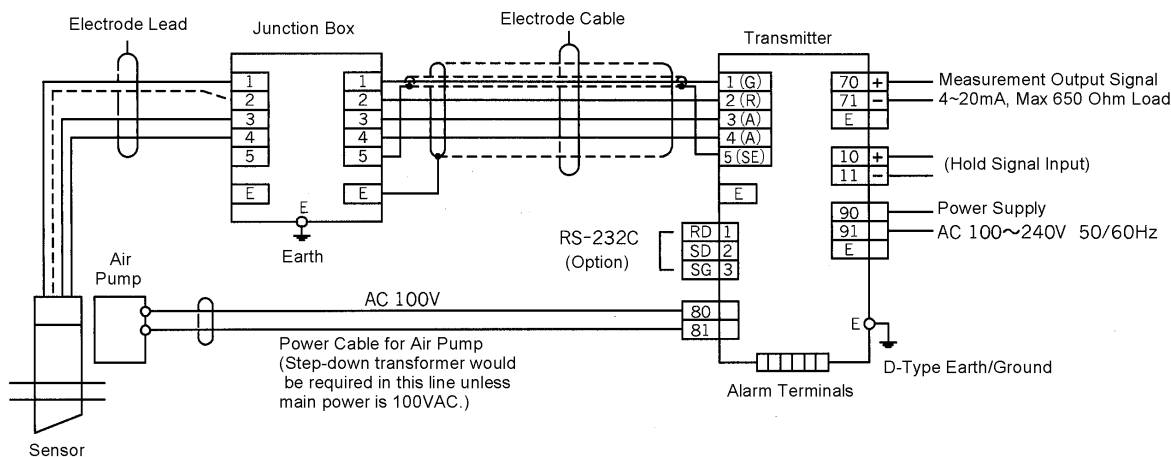 Electrode Lead
Junction Box
Electrode Cable
Transmitter
1
2
3
4
5
E
1
2
3
4
5
E
E
Earth
1 (G)
2 (R)
3 (A)
4 (A)
5 (SE)
E
70 +
71 −
E
Measurement Output Signal
4~20mA, Max 650 Ohm Load
10 +
11 −
(Hold Signal Input)
90
91
E
Power Supply
AC 100～240V 50/60Hz
RS-232C
(Option)
RD 1
SD 2
SG 3
Air
Pump
AC 100V
80
81
Power Cable for Air Pump
(Step-down transformer would
be required in this line unless
main power is 100VAC.)
E
D-Type Earth/Ground
Alarm Terminals
Sensor